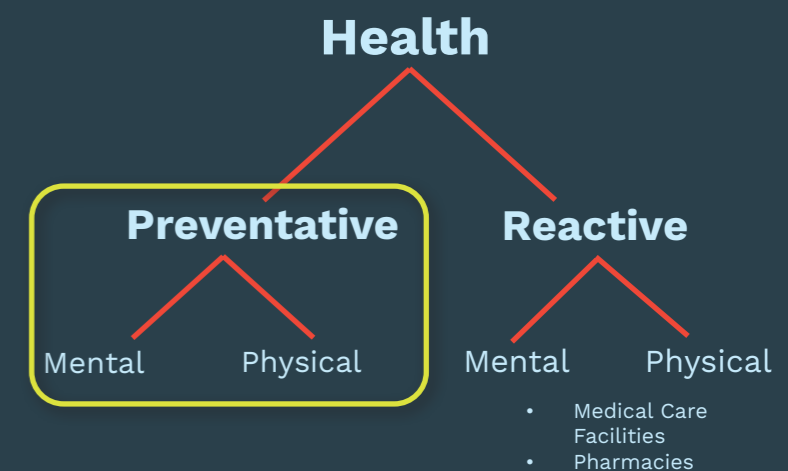 Health
Preventative
Reactive
Mental
Physical
Mental
Physical
• Medical Care
Facilities
• Pharmacies